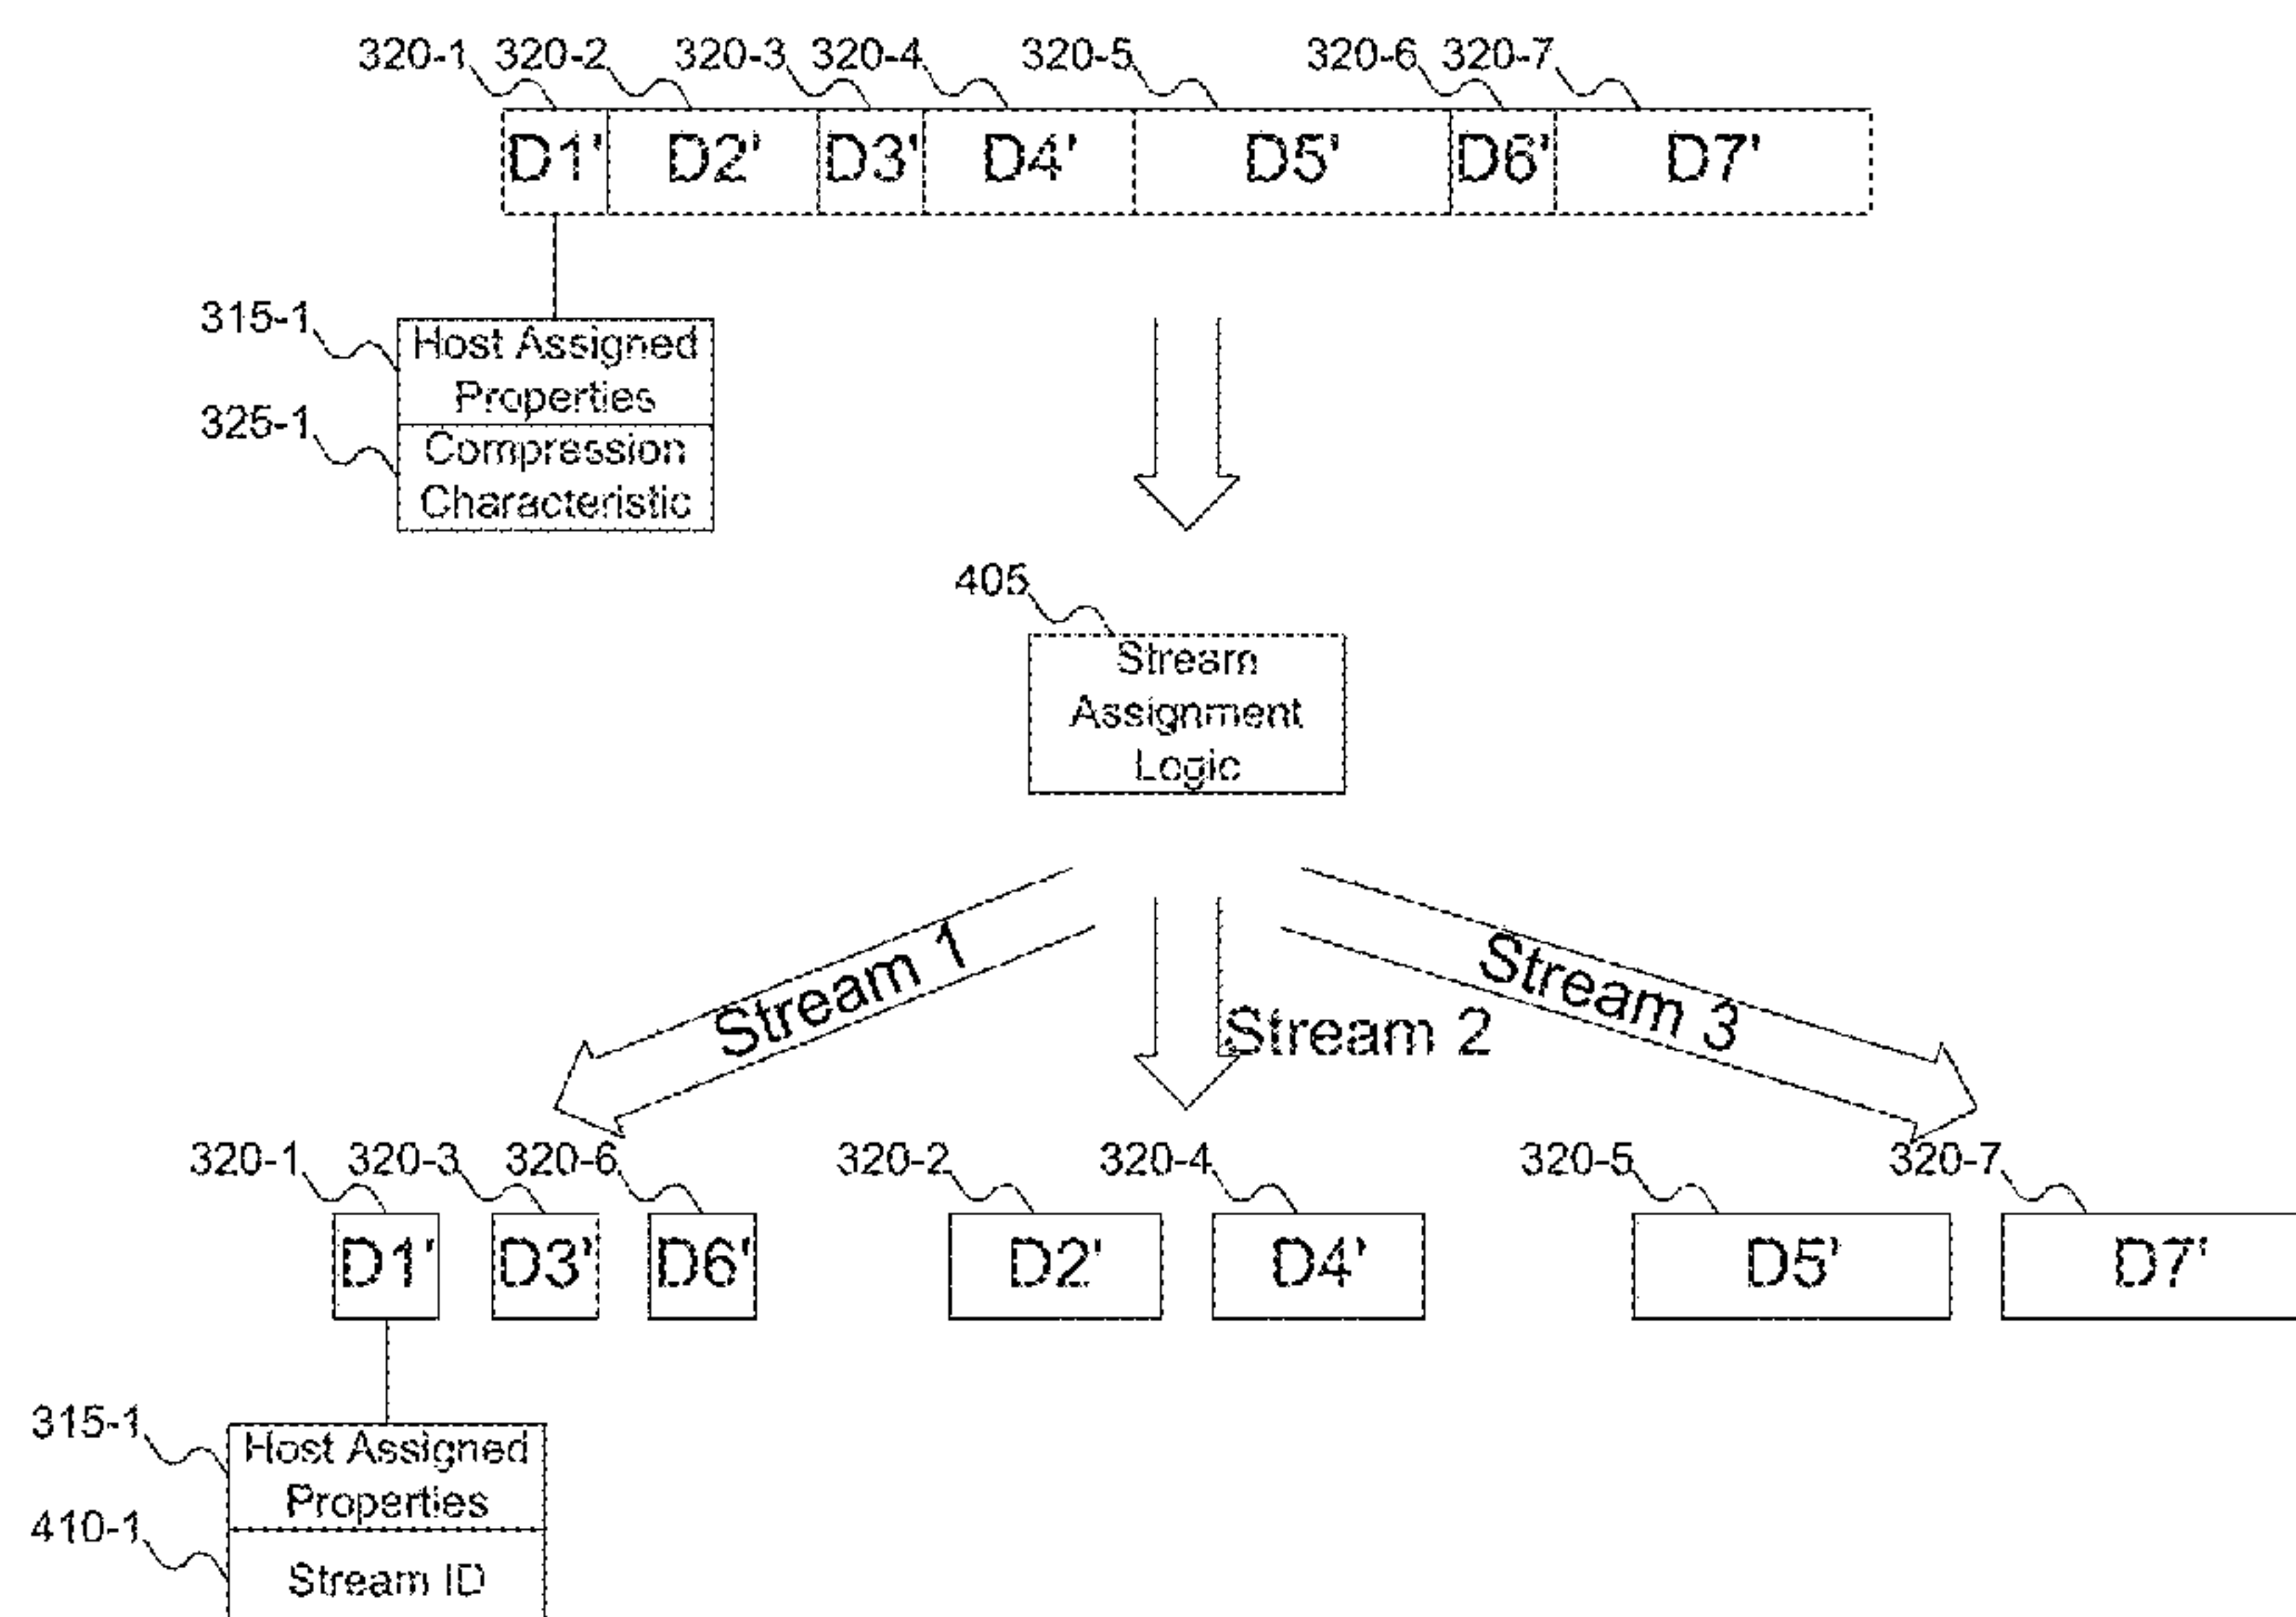 320-1 320-2 320-3 320-4 320-5 320-6 320-7
D1' D2' D3' D4' D5' D6' D7'
315-1
Host Assigned
Properties
325-1
Compression
Characteristic
405
Stream
Assignment
Logic
Stream 1
Stream 2
Stream 3
320-1 320-3 320-6 320-2 320-4 320-5 320-7
D1' D3' D6' D2' D4' D5' D7'
315-1
Host Assigned
Properties
410-1
Stream ID